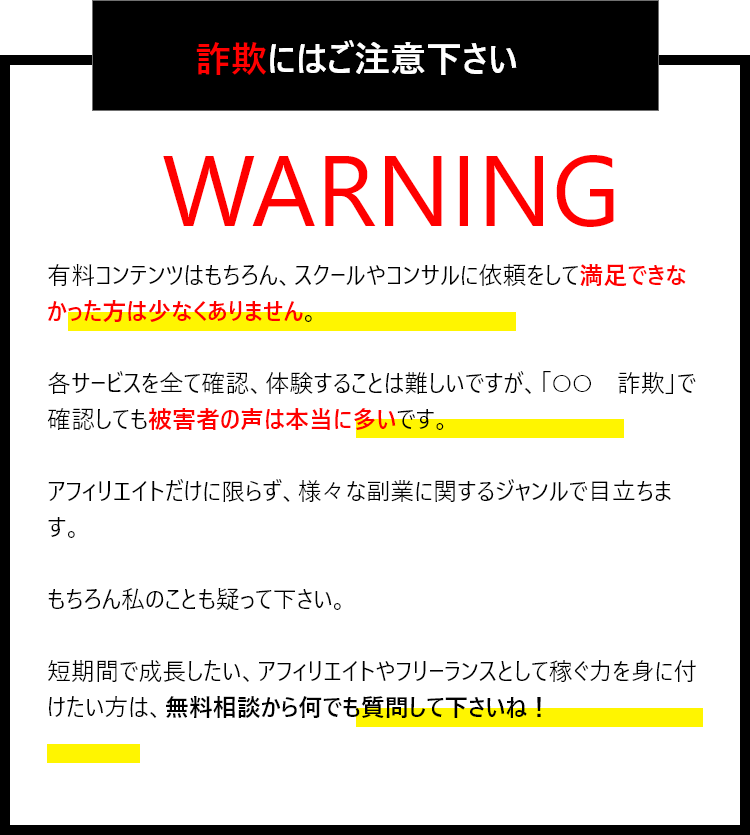 詐欺にはご注意下さい
WARNING
有料コンテンツはもちろん、スクールやコンサルに依頼をして満足できな
かった方は少なくありません。
各サービスを全て確認、体験することは難しいですが、「○○　詐欺」で
確認しても被害者の声は本当に多いです。
アフィリエイトだけに限らず、様々な副業に関するジャンルで目立ちま
す。
もちろん私のことも疑って下さい。
短期間で成長したい、アフィリエイトやフリーランスとして稼ぐ力を身に付
けたい方は、無料相談から何でも質問して下さいね！